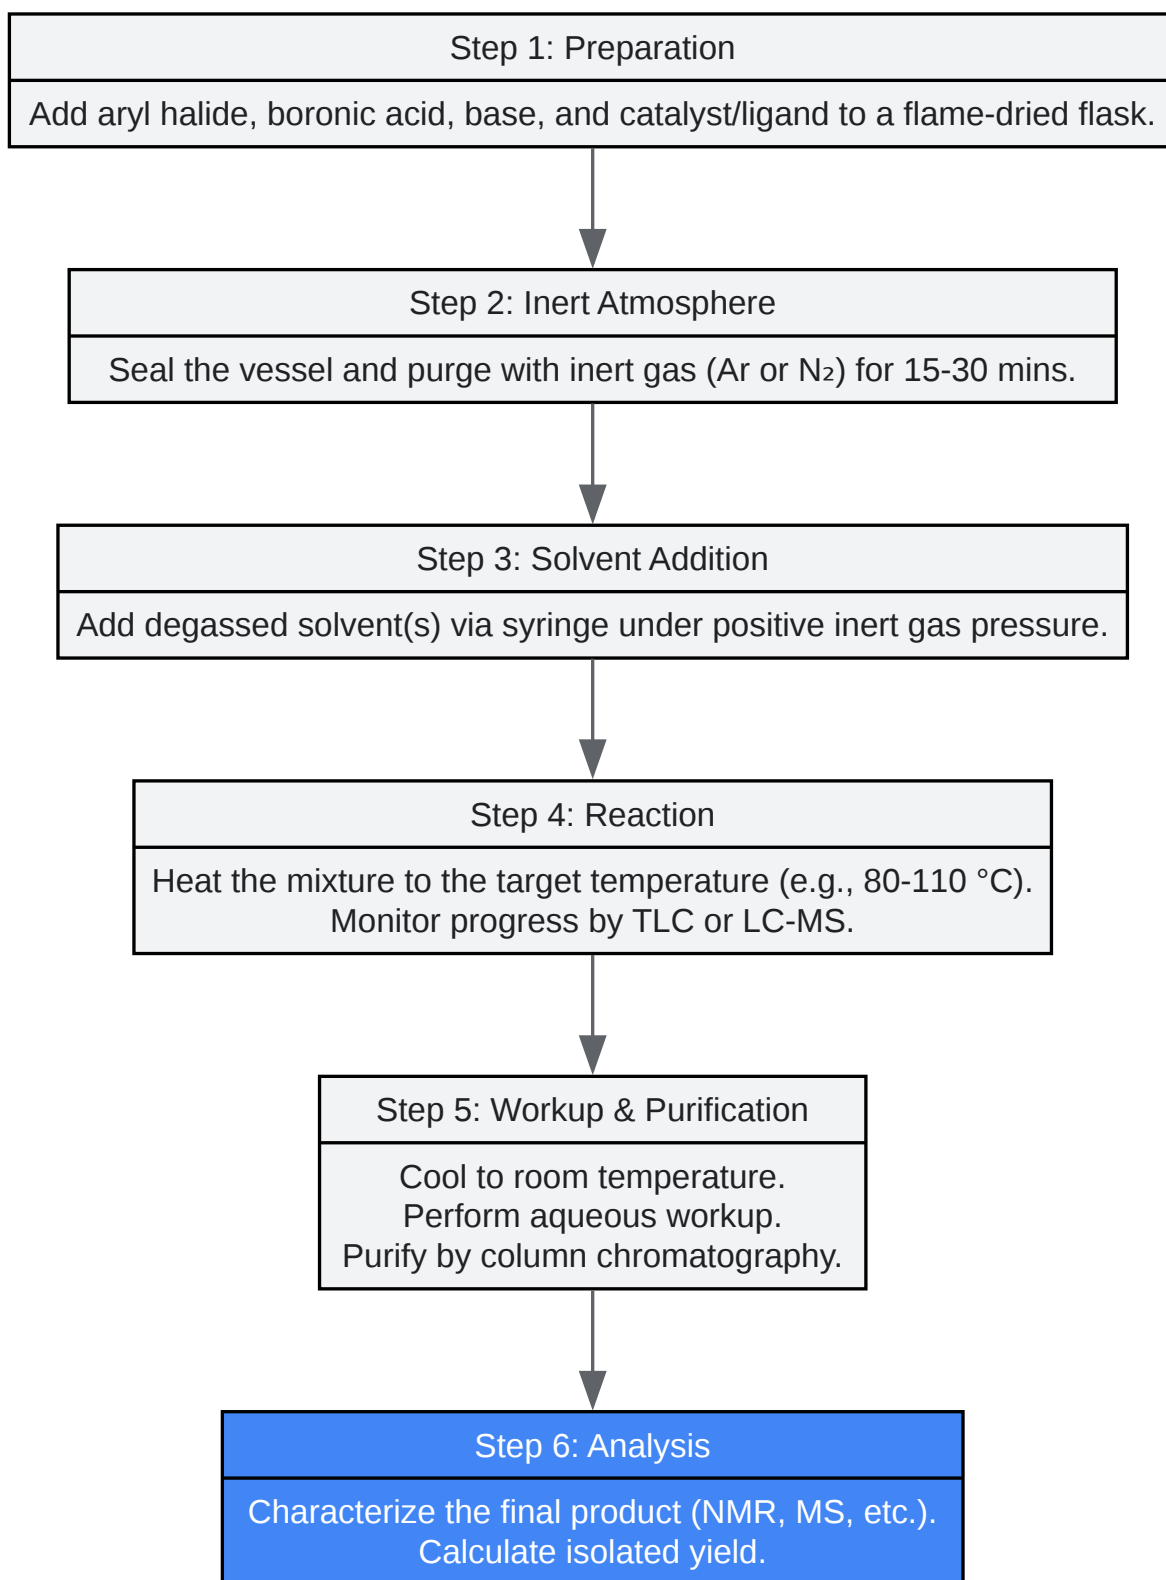 Step 1: Preparation
Add aryl halide, boronic acid, base, and catalyst/ligand to a flame-dried flask.
Step 2: Inert Atmosphere
Seal the vessel and purge with inert gas (Ar or N₂) for 15-30 mins.
Step 3: Solvent Addition
Add degassed solvent(s) via syringe under positive inert gas pressure.
Step 4: Reaction
Heat the mixture to the target temperature (e.g., 80-110 °C).
Monitor progress by TLC or LC-MS.
Step 5: Workup & Purification
Cool to room temperature.
Perform aqueous workup.
Purify by column chromatography.
Step 6: Analysis
Characterize the final product (NMR, MS, etc.).
Calculate isolated yield.